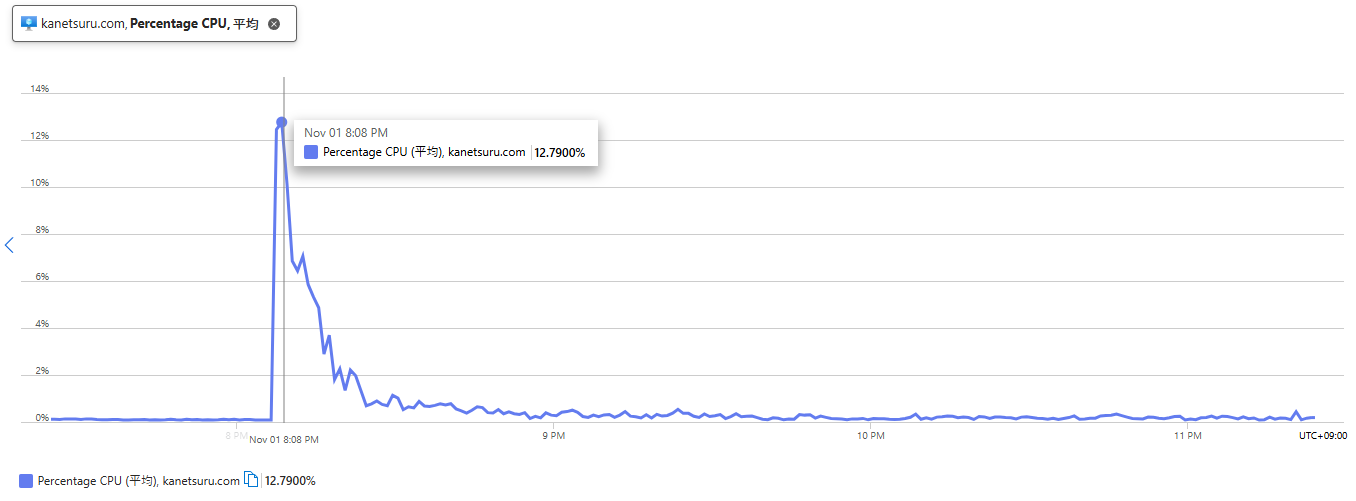 kanetsuru.com, Percentage CPU, 平均
14%
12%
10%
8%
6%
4%
2%
0%
Nov 01 8:08 PM
Percentage CPU (平均), kanetsuru.com 12.7900%
8 PM
Nov 01 8:08 PM
9 PM
10 PM
11 PM
UTC+09:00
Percentage CPU (平均), kanetsuru.com 12.7900%